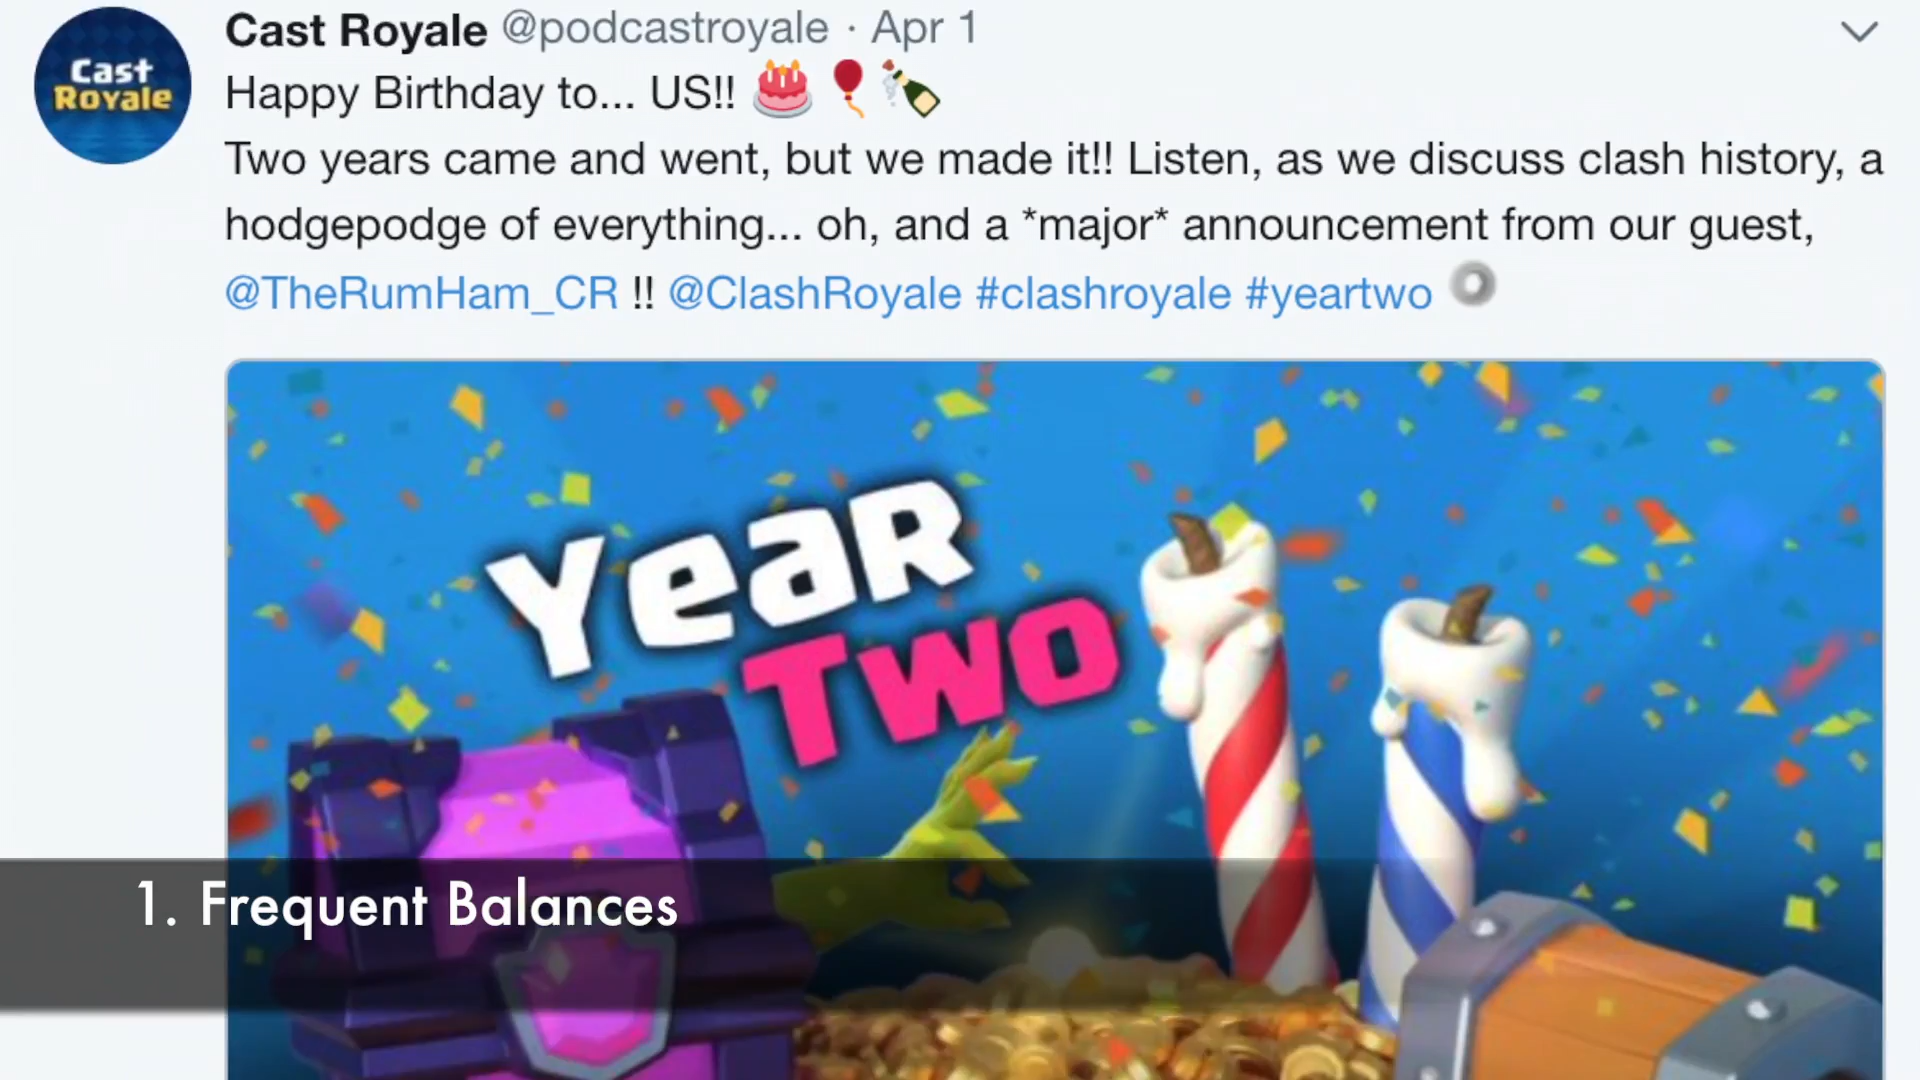 Cast Royale @podcastroyale · Apr 1
Cast
Royale
Happy Birthday to... US!! 🎂🎈🍾
Two years came and went, but we made it!! Listen, as we discuss clash history, a
hodgepodge of everything... oh, and a *major* announcement from our guest,
@TheRumHam_CR !! @ClashRoyale #clashroyale #yeartwo
Year
Two
1. Frequent Balances